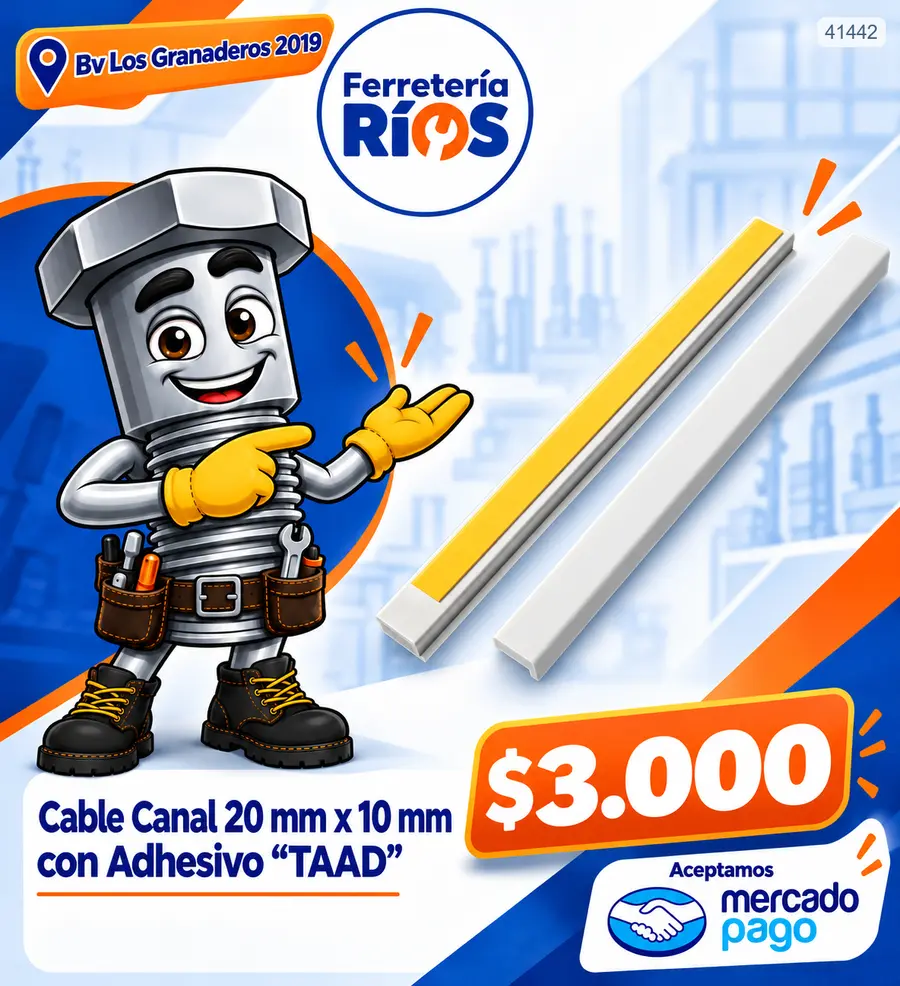 Bv Los Granaderos 2019
Ferretería
RÍOS
41442
$3.000
Cable Canal 20 mm x 10 mm
con Adhesivo “TAAD”
Aceptamos
mercado
pago